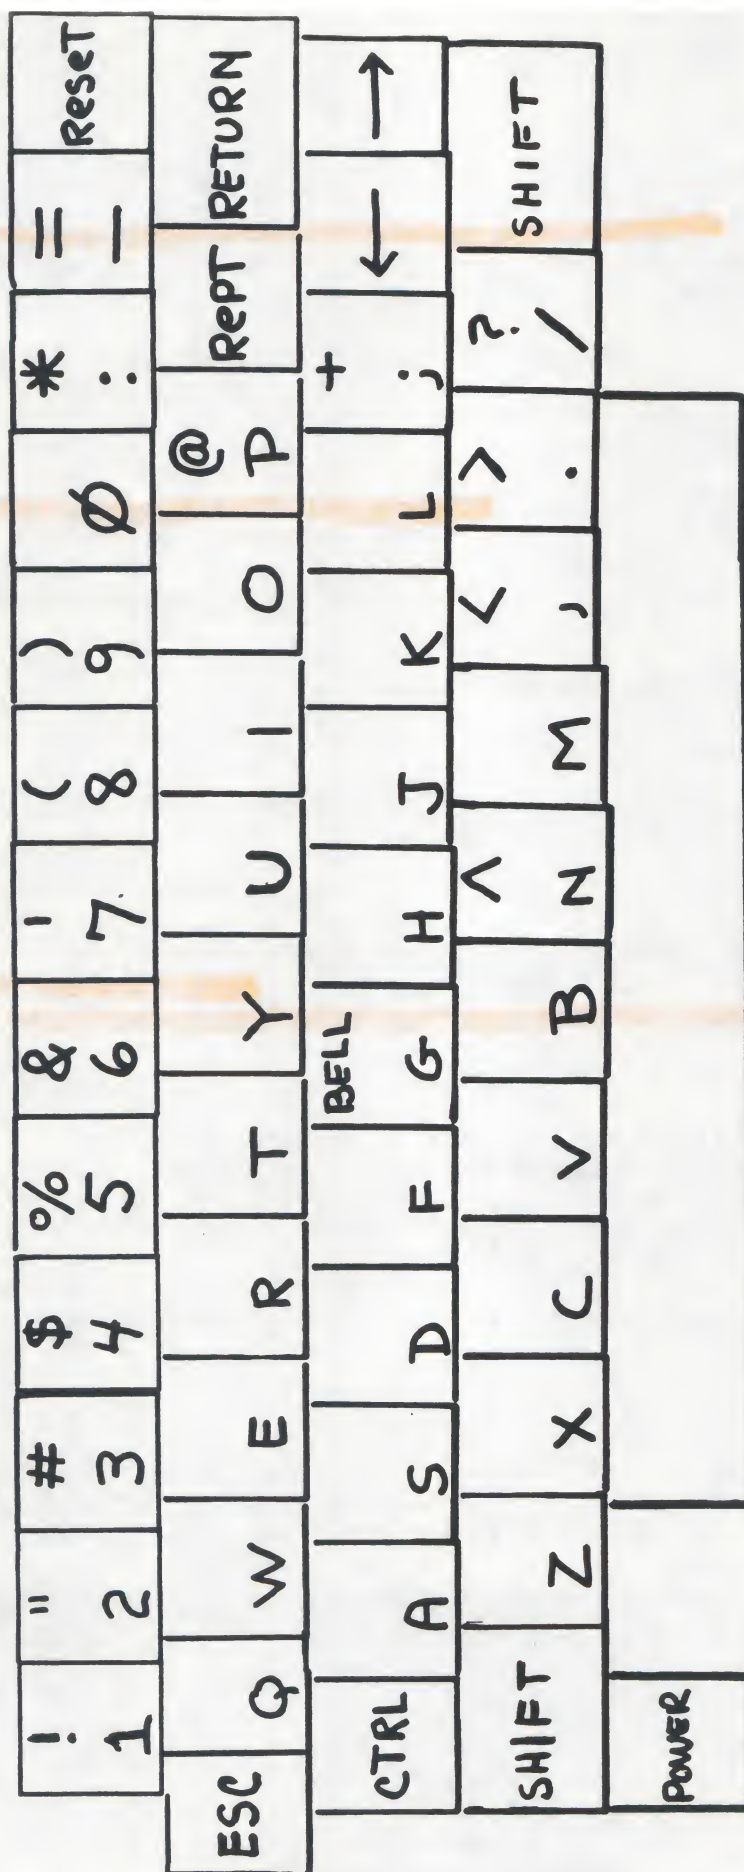 ! " # $ % & ' ( ) * =
1 2 3 4 5 6 7 8 9 Ø : - Reset
ESC Q W E R T Y U I O @ P RePT RETURN
CTRL A S D F BELL G H J K L + ; ← →
SHIFT Z X C V B ^ N M < , > . ? / SHIFT
POWER